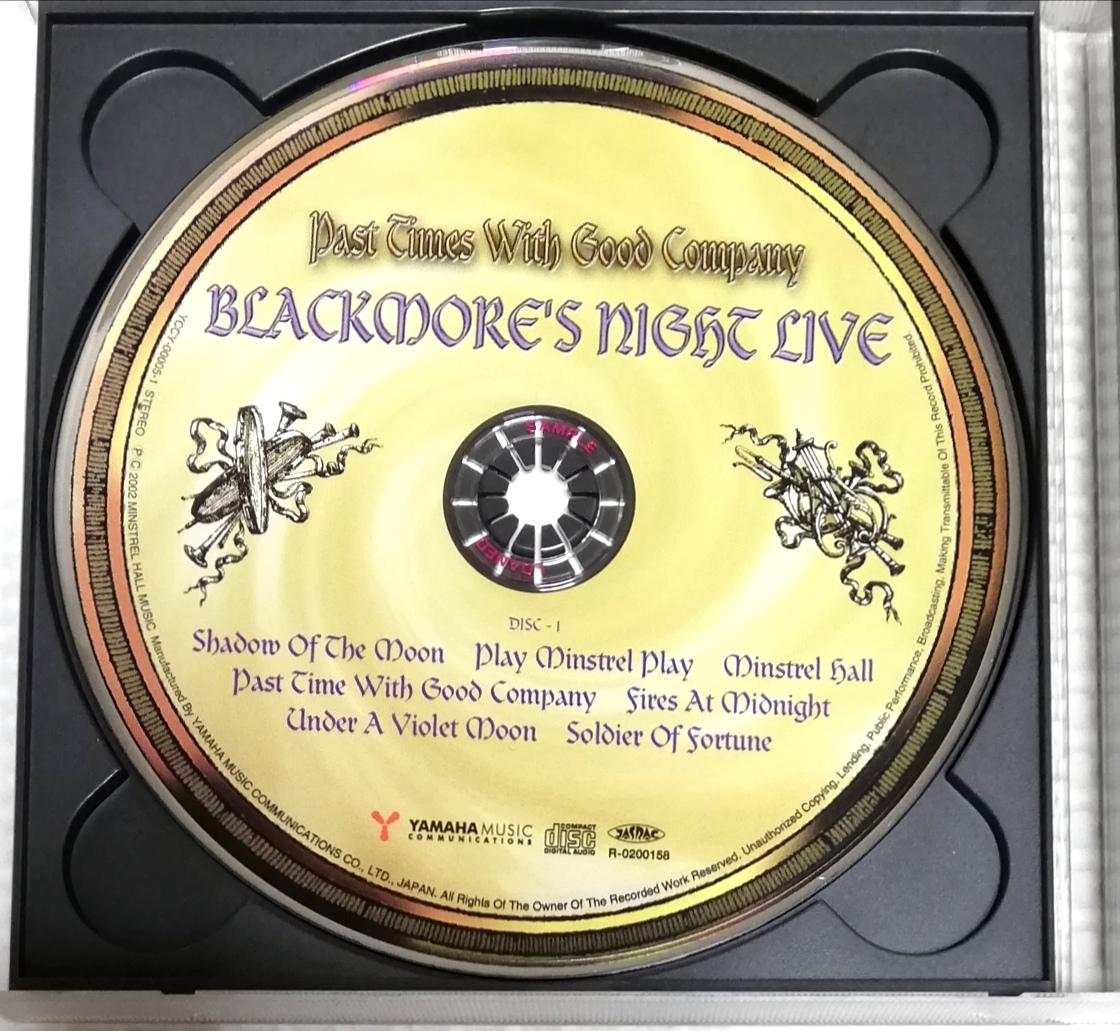 Past Times With Good Company
BLACKMORE'S NIGHT LIVE
SAMPLE
LOANED
DISC - 1
Shadow Of The Moon Play Minstrel Play Minstrel Hall
Past Time With Good Company Fires At Midnight
Under A Violet Moon Soldier Of Fortune
YAMAHA MUSIC
COMMUNICATIONS
COMPACT
disc
DIGITAL AUDIO
JASRAC
R-0200158
YCCY-00005-1 STEREO P C 2002 MINSTREL HALL MUSIC. Manufactured By YAMAHA MUSIC COMMUNICATIONS CO., LTD., JAPAN. All Rights Of The Owner Of The Recorded Work Reserved. Unauthorized Copying, Lending, Public Performance, Broadcasting, Making Transmittable Of This Record Prohibited.